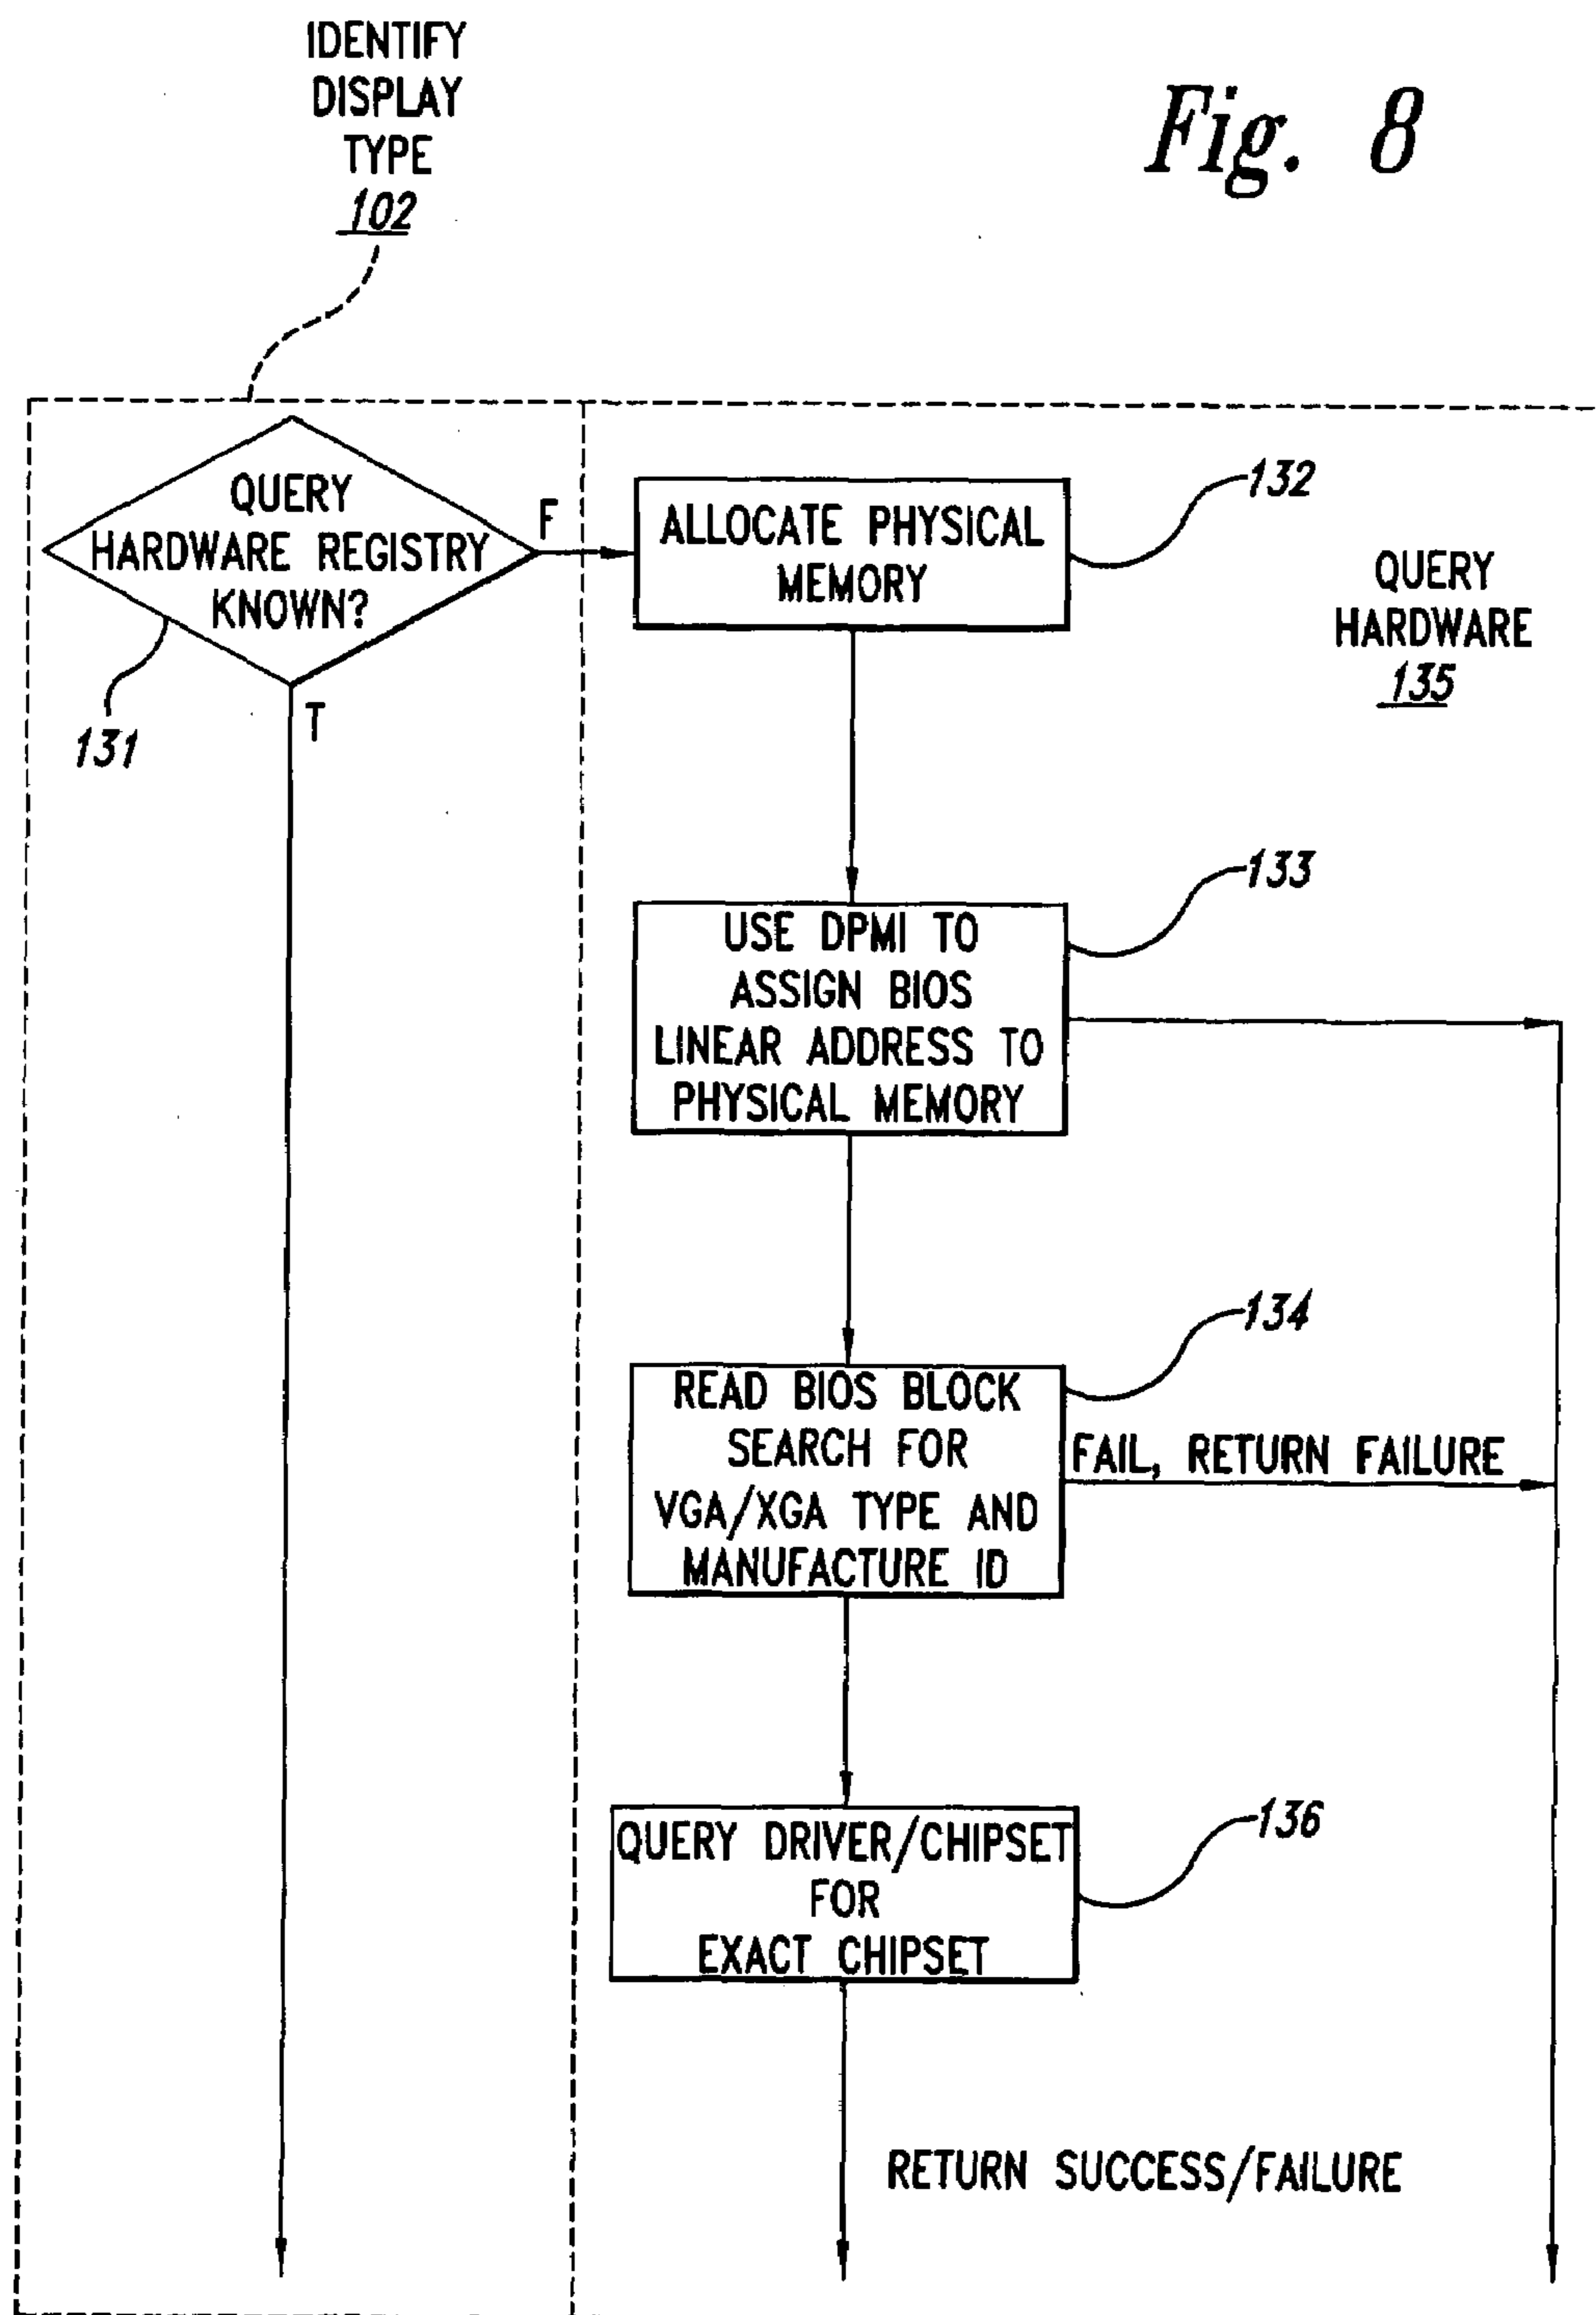 IDENTIFY
DISPLAY
TYPE
102
Fig. 8
QUERY
HARDWARE REGISTRY
KNOWN?
F
T
131
ALLOCATE PHYSICAL
MEMORY
132
QUERY
HARDWARE
135
USE DPMI TO
ASSIGN BIOS
LINEAR ADDRESS TO
PHYSICAL MEMORY
133
READ BIOS BLOCK
SEARCH FOR
VGA/XGA TYPE AND
MANUFACTURE ID
134
FAIL, RETURN FAILURE
QUERY DRIVER/CHIPSET
FOR
EXACT CHIPSET
136
RETURN SUCCESS/FAILURE